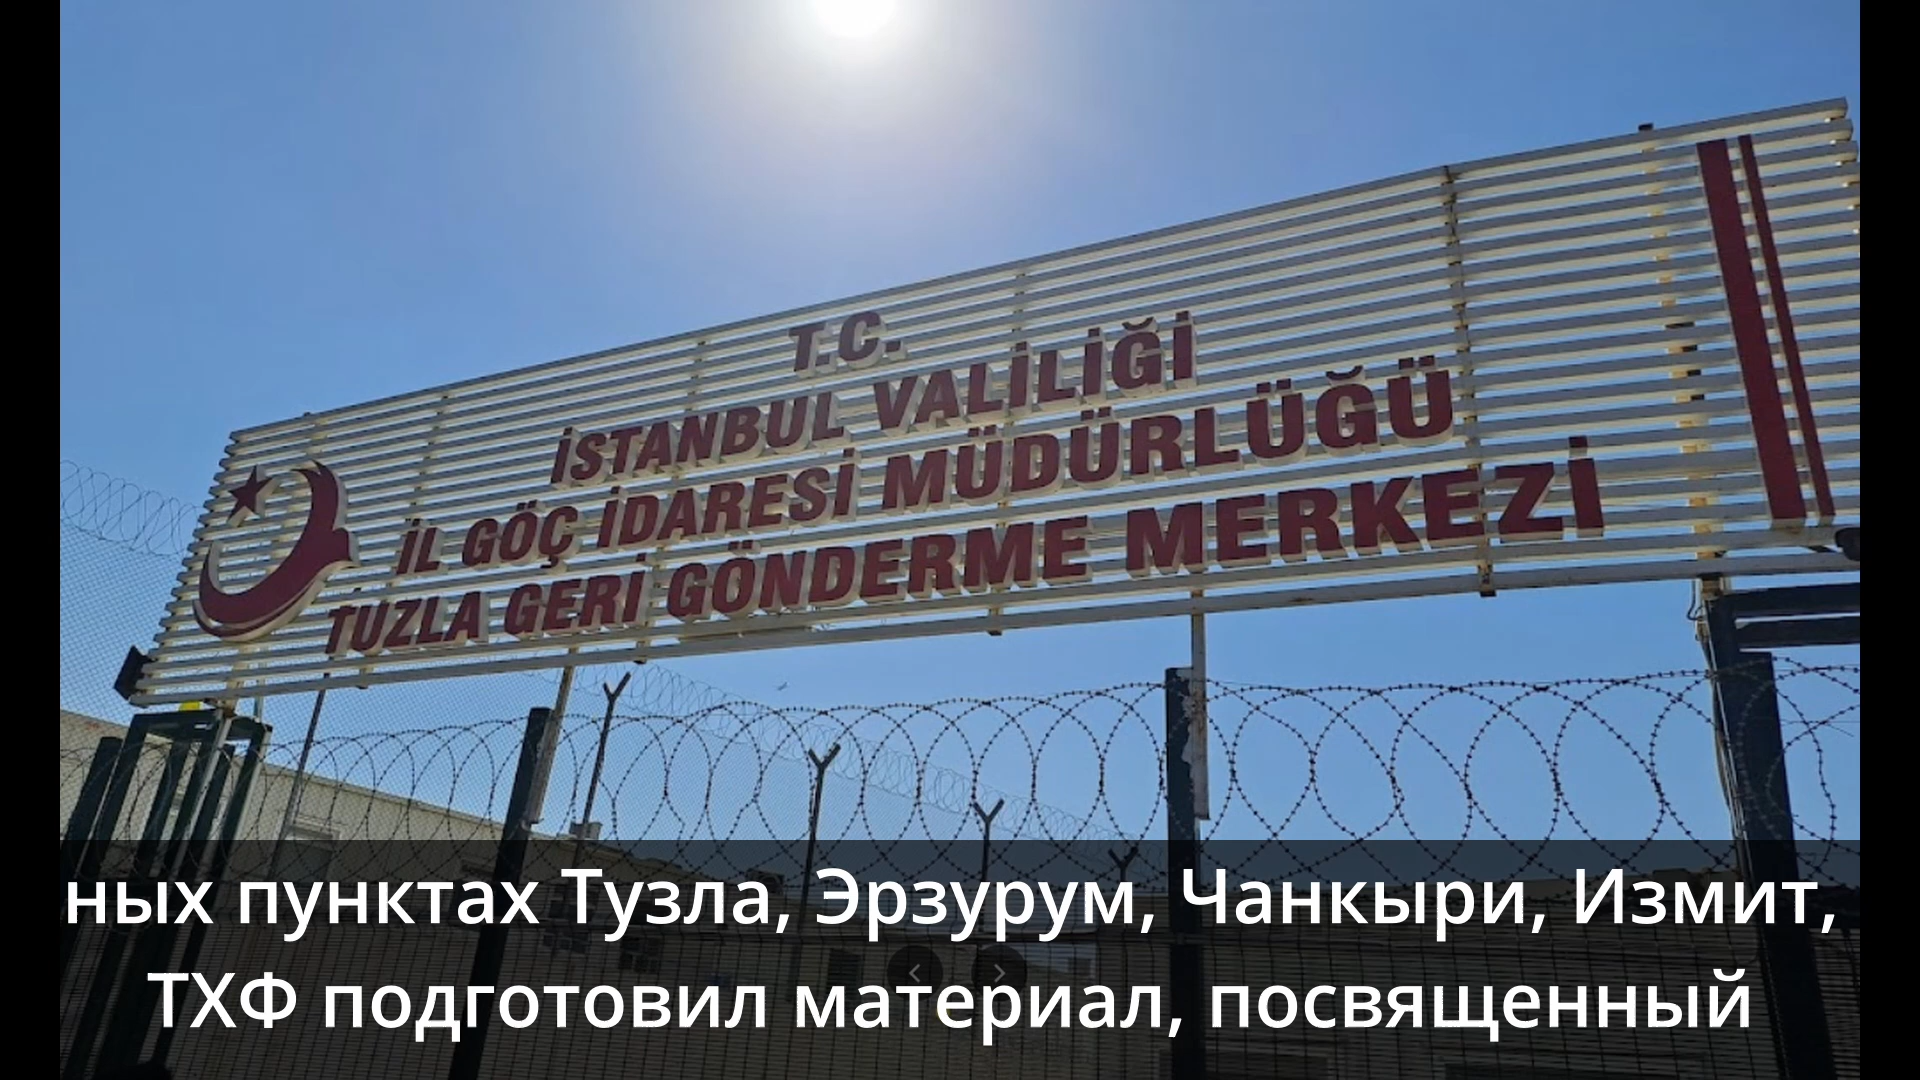 T.C.
İSTANBUL VALİLİĞİ
İL GÖÇ İDARESİ MÜDÜRLÜĞÜ
TUZLA GERİ GÖNDERME MERKEZİ
ных пунктах Тузла, Эрзурум, Чанкыри, Измит,
ТХФ подготовил материал, посвященный